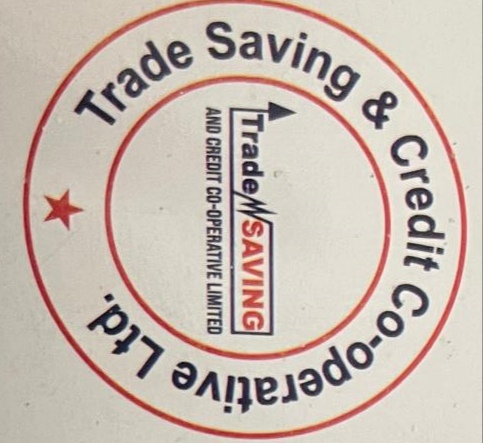 Trade Saving & Credit Co-operative Ltd.
Trade SAVING
AND CREDIT CO-OPERATIVE LIMITED